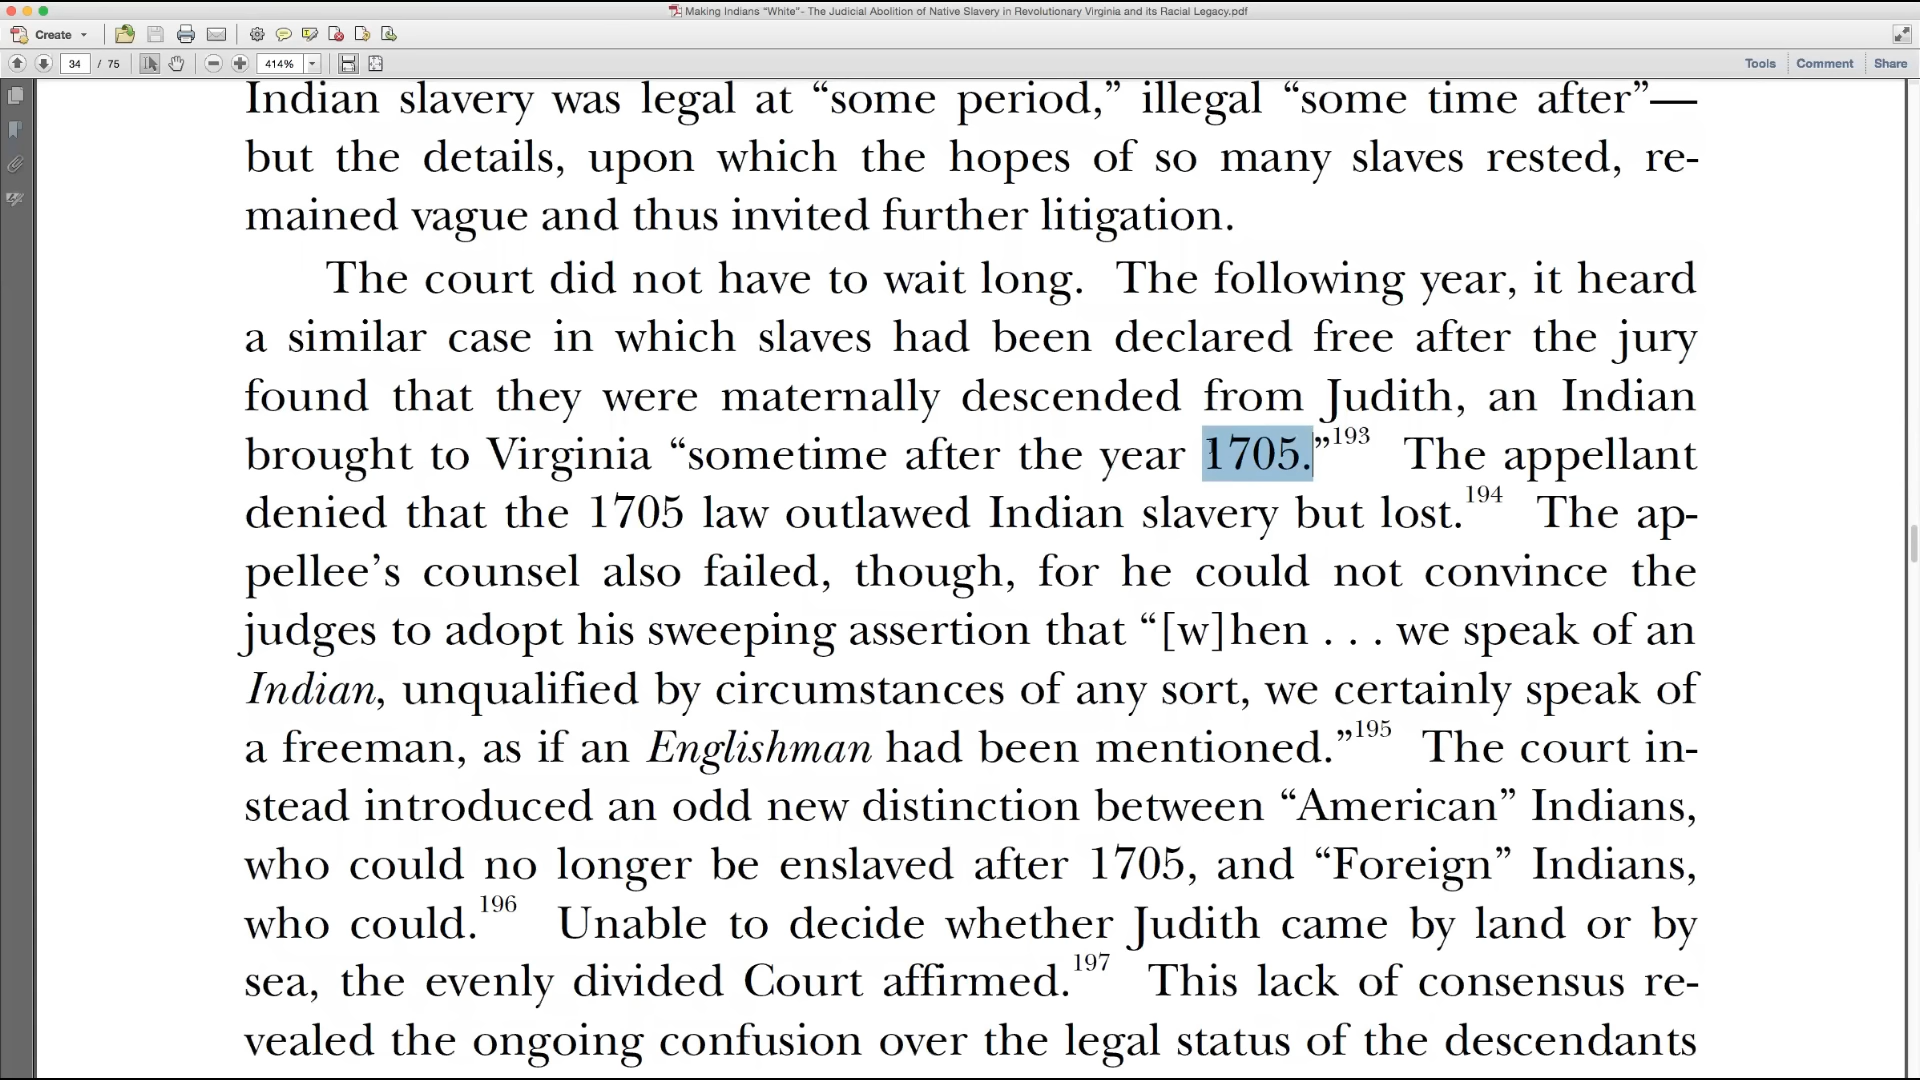 Making Indians "White"- The Judicial Abolition of Native Slavery in Revolutionary Virginia and its Racial Legacy.pdf
Create
34 / 75
414%
Tools
Comment
Share
Indian slavery was legal at “some period,” illegal “some time after”—
but the details, upon which the hopes of so many slaves rested, re-
mained vague and thus invited further litigation.
The court did not have to wait long. The following year, it heard
a similar case in which slaves had been declared free after the jury
found that they were maternally descended from Judith, an Indian
brought to Virginia “sometime after the year 1705.”193 The appellant
denied that the 1705 law outlawed Indian slavery but lost.194 The ap-
pellee’s counsel also failed, though, for he could not convince the
judges to adopt his sweeping assertion that “[w]hen . . . we speak of an
Indian, unqualified by circumstances of any sort, we certainly speak of
a freeman, as if an Englishman had been mentioned.”195 The court in-
stead introduced an odd new distinction between “American” Indians,
who could no longer be enslaved after 1705, and “Foreign” Indians,
who could.196 Unable to decide whether Judith came by land or by
sea, the evenly divided Court affirmed.197 This lack of consensus re-
vealed the ongoing confusion over the legal status of the descendants